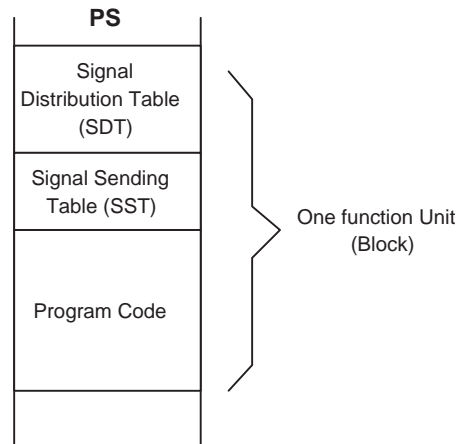 PS
Signal
Distribution Table
(SDT)
Signal Sending
Table (SST)
Program Code
One function Unit
(Block)